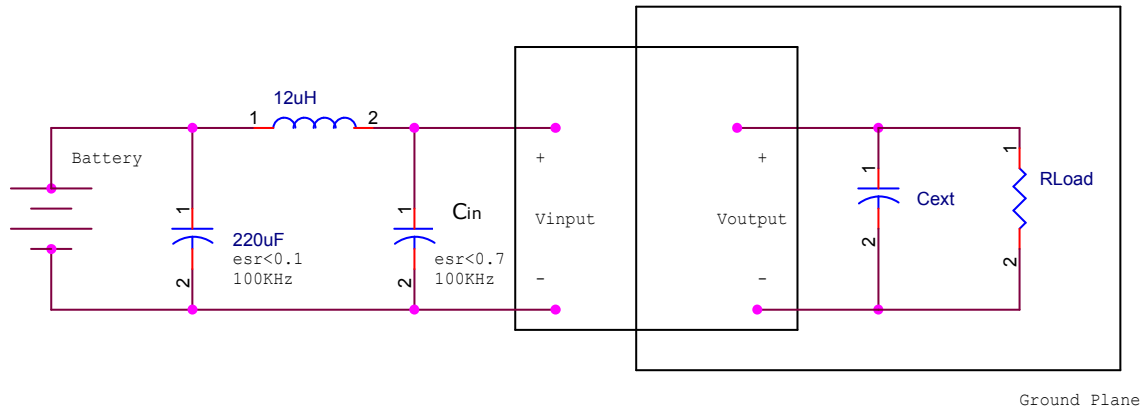 12uH
1
2
Battery
+
+
1
1
1
1
RLoad
Cin
Cext
Vinput
Voutput
220uF
esr<0.1
esr<0.7
2
2
100KHz
100KHz
2
2
-
-
Ground Plane